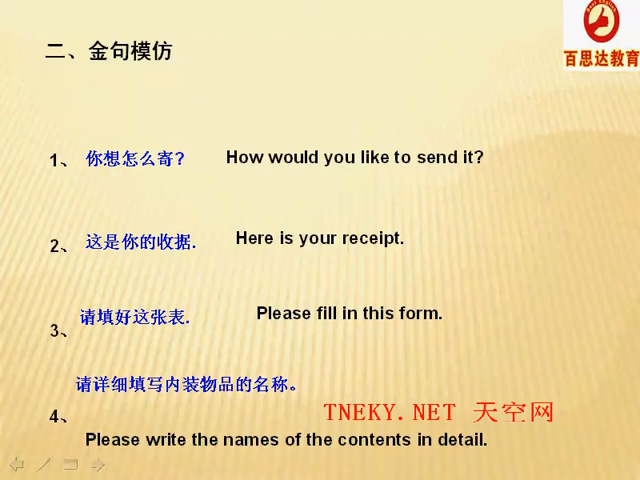 二、金句模仿
百思达教育
1、 你想怎么寄？ How would you like to send it?
2、 这是你的收据. Here is your receipt.
3、 请填好这张表. Please fill in this form.
请详细填写内装物品的名称。
4、
TNEKY.NET 天空网
Please write the names of the contents in detail.